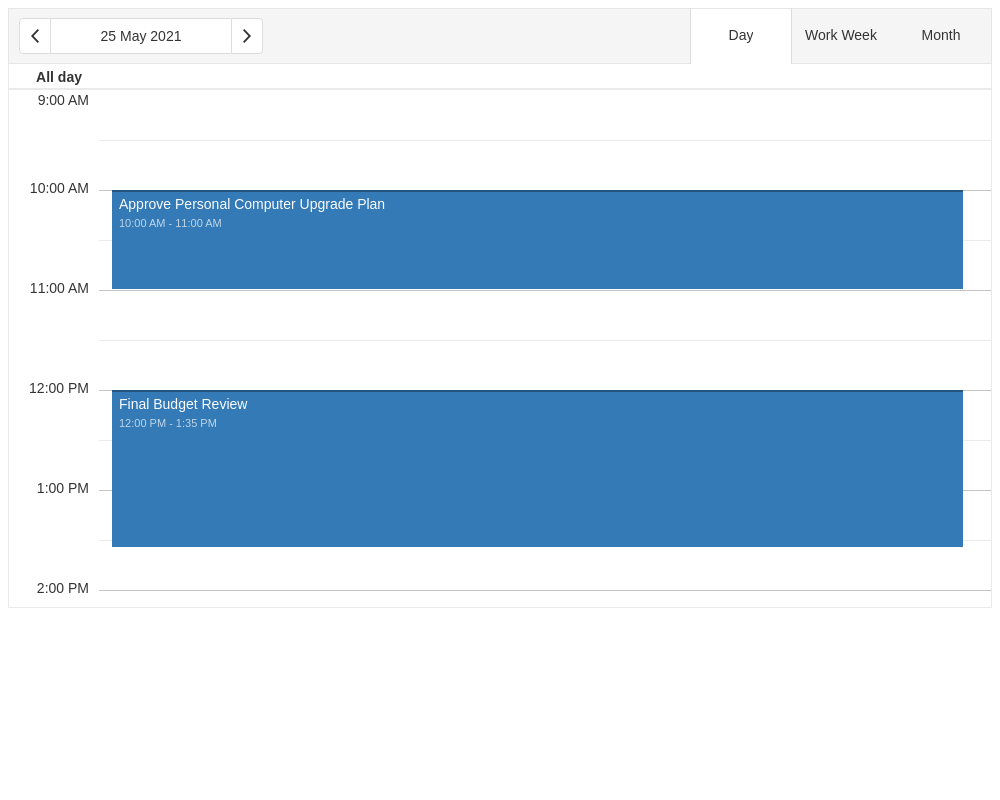 25 May 2021
Day
Work Week
Month
All day
9:00 AM
10:00 AM
Approve Personal Computer Upgrade Plan
10:00 AM - 11:00 AM
11:00 AM
12:00 PM
Final Budget Review
12:00 PM - 1:35 PM
1:00 PM
2:00 PM